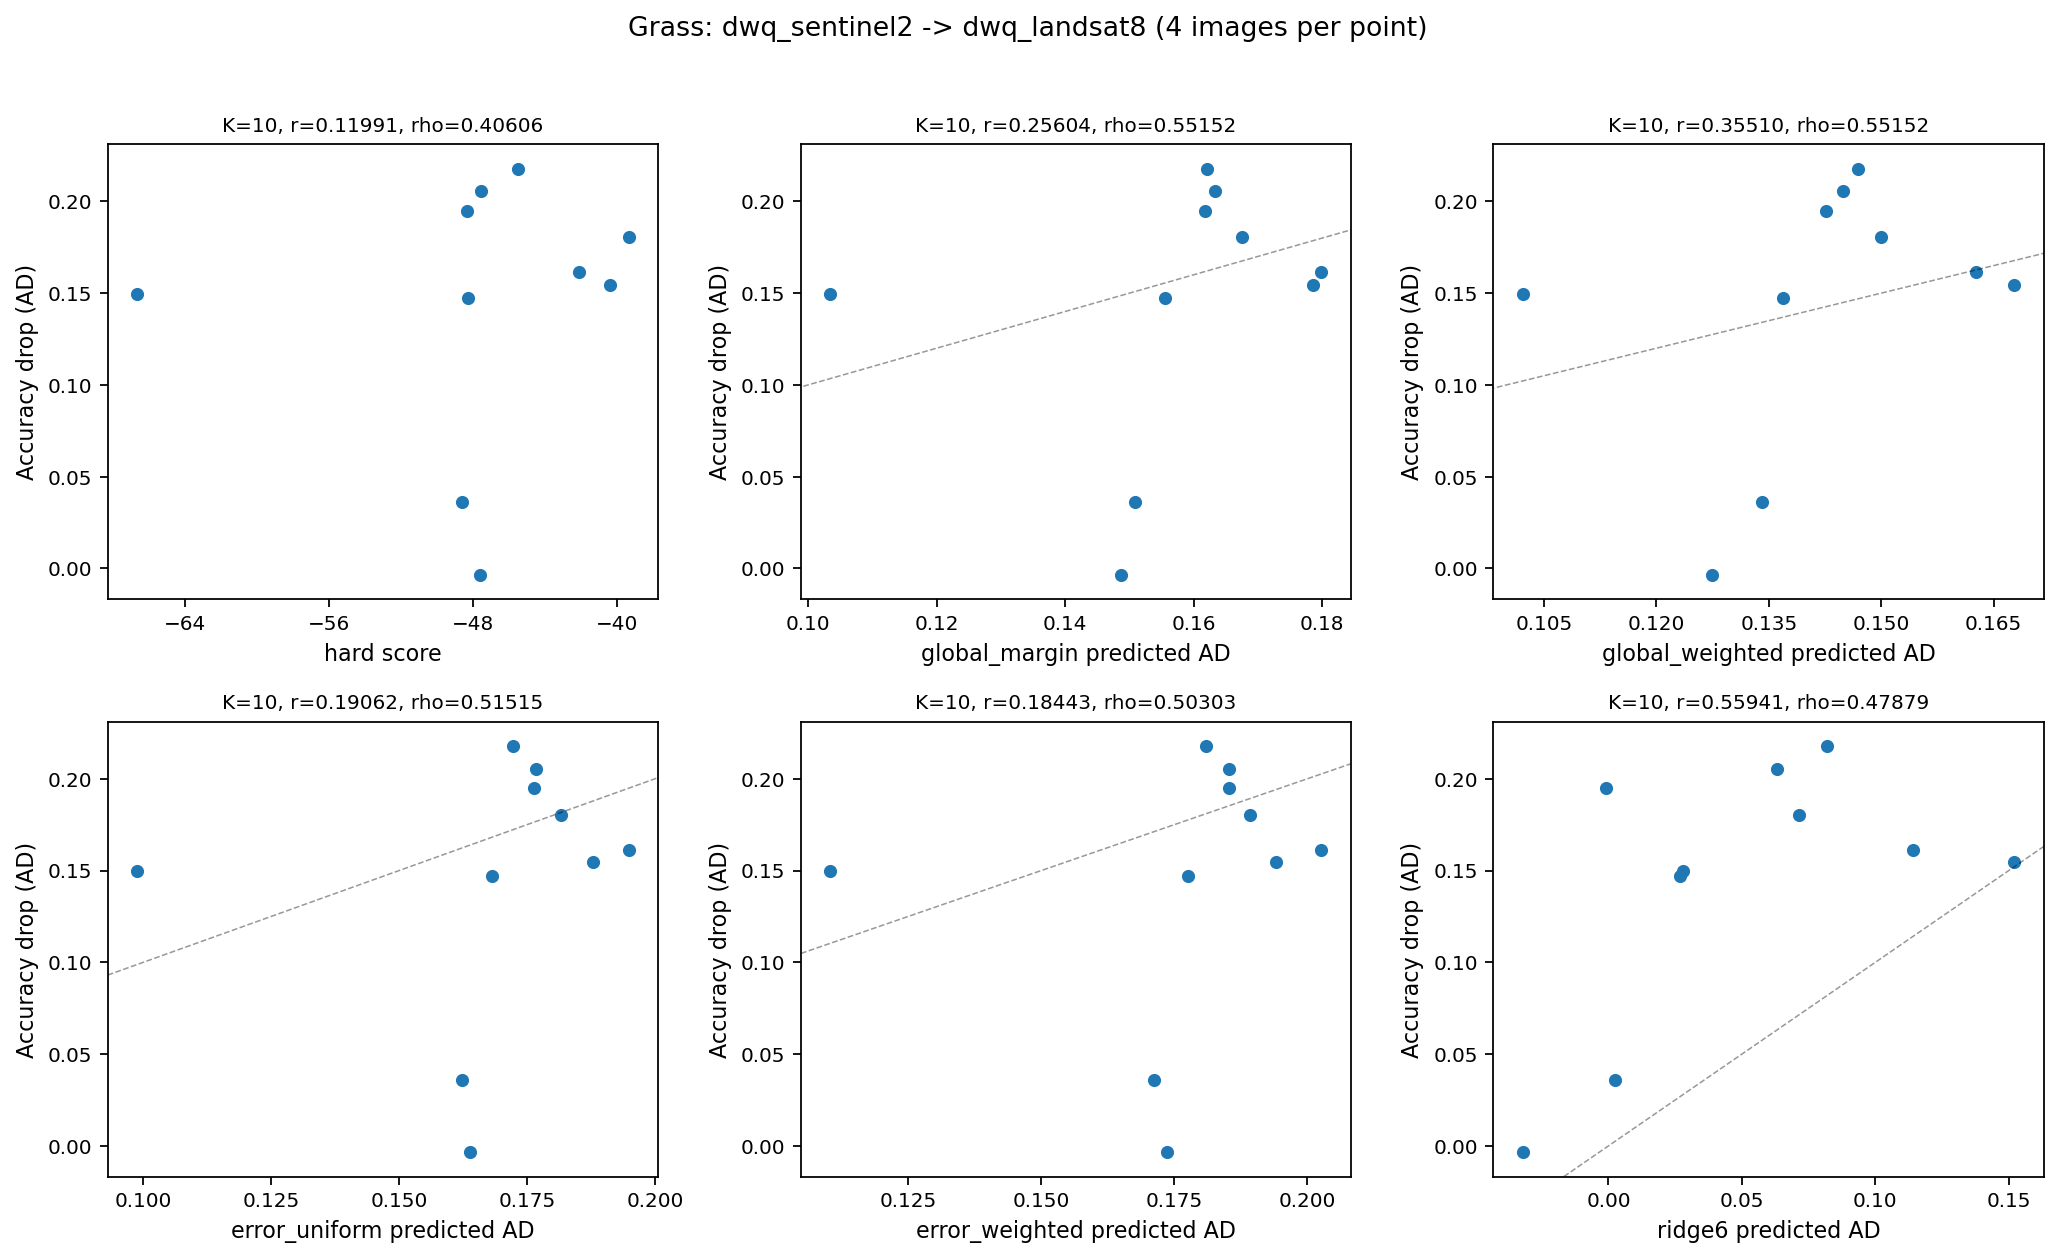 Grass: dwq_sentinel2 -> dwq_landsat8 (4 images per point)
K=10, r=0.11991, rho=0.40606
Accuracy drop (AD)
0.20
0.15
0.10
0.05
0.00
−64 −56 −48 −40
hard score
K=10, r=0.25604, rho=0.55152
Accuracy drop (AD)
0.20
0.15
0.10
0.05
0.00
0.10 0.12 0.14 0.16 0.18
global_margin predicted AD
K=10, r=0.35510, rho=0.55152
Accuracy drop (AD)
0.20
0.15
0.10
0.05
0.00
0.105 0.120 0.135 0.150 0.165
global_weighted predicted AD
K=10, r=0.19062, rho=0.51515
Accuracy drop (AD)
0.20
0.15
0.10
0.05
0.00
0.100 0.125 0.150 0.175 0.200
error_uniform predicted AD
K=10, r=0.18443, rho=0.50303
Accuracy drop (AD)
0.20
0.15
0.10
0.05
0.00
0.125 0.150 0.175 0.200
error_weighted predicted AD
K=10, r=0.55941, rho=0.47879
Accuracy drop (AD)
0.20
0.15
0.10
0.05
0.00
0.00 0.05 0.10 0.15
ridge6 predicted AD